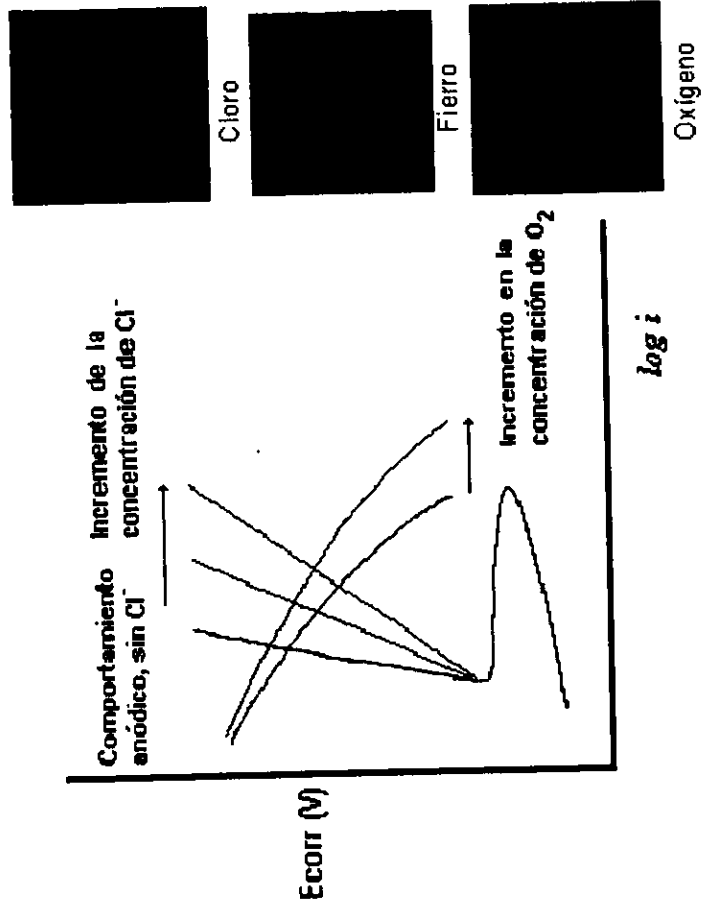 Comportamiento
anódico, sin Cl⁻
Incremento de la
concentración de Cl⁻
Ecorr (V)
Incremento en la
concentración de O₂
log i
Cloro
Fierro
Oxígeno